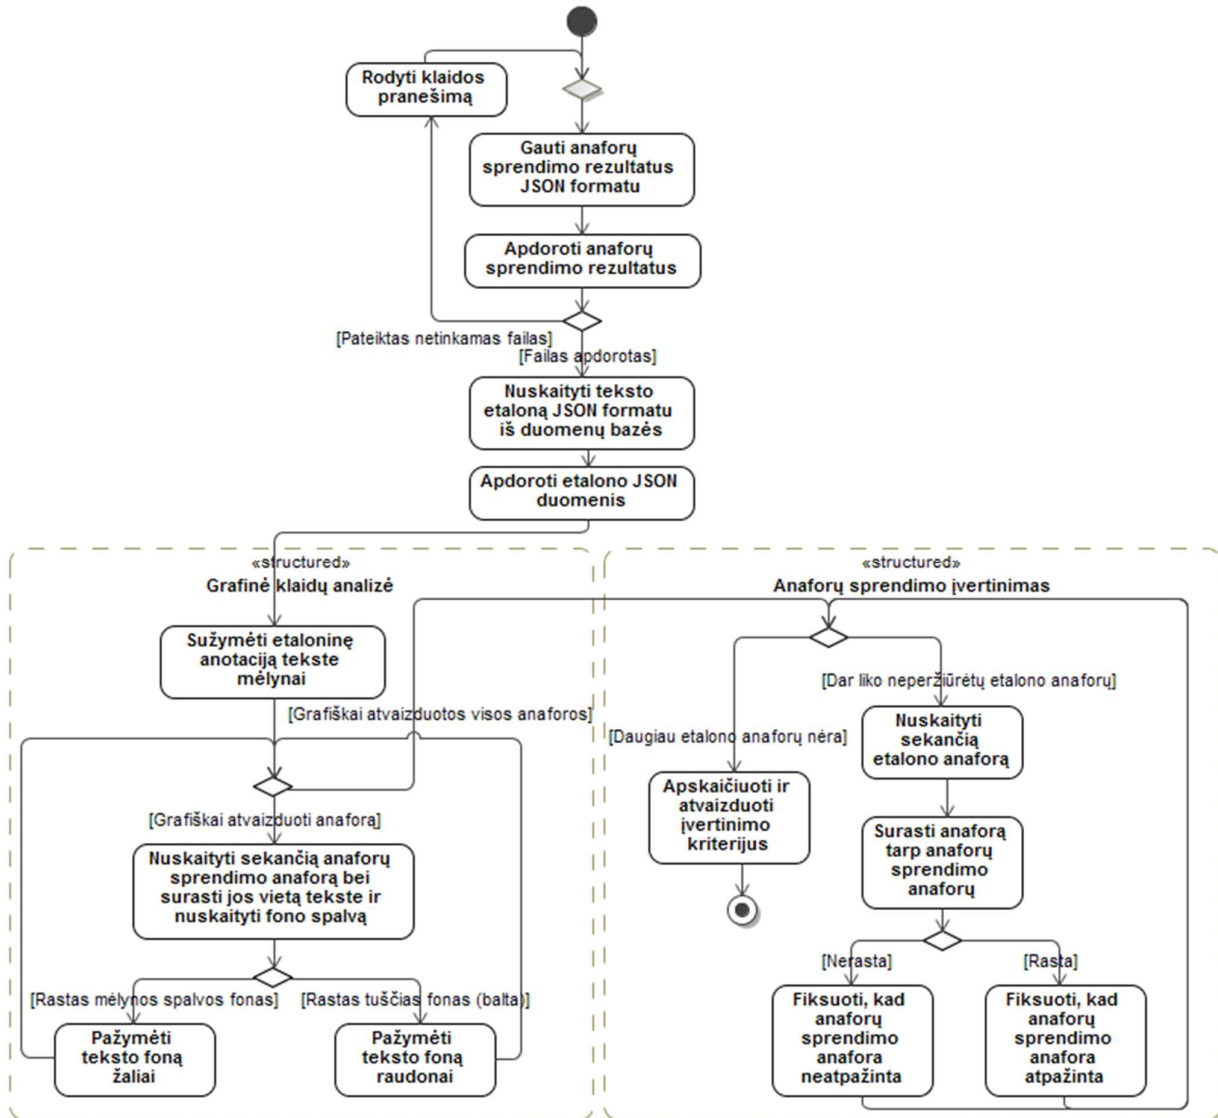 Rodyti klaidos
pranešimą
Gauti anaforų
sprendimo rezultatus
JSON formatu
Apdoroti anaforų
sprendimo rezultatus
[Pateiktas netinkamas failas]
[Failas apdorotas]
Nuskaityti teksto
etaloną JSON formatu
iš duomenų bazės
Apdoroti etalono JSON
duomenis
«structured»
Grafinė klaidų analizė
Sužymėti etaloninę
anotaciją tekste
mėlynai
[Grafiškai atvaizduotos visos anaforos]
[Grafiškai atvaizduoti anaforą]
Nuskaityti sekančią anaforų
sprendimo anaforą bei
surasti jos vietą tekste ir
nuskaityti fono spalvą
[Rastas mėlynos spalvos fonas]
[Rastas tuščias fonas (balta)]
Pažymėti
teksto foną
žaliai
Pažymėti
teksto foną
raudonai
«structured»
Anaforų sprendimo įvertinimas
[Dar liko neperžiūrėtų etalono anaforų]
[Daugiau etalono anaforų nėra]
Nuskaityti
sekančią
etalono anaforą
Apskaičiuoti ir
atvaizduoti
įvertinimo
kriterijus
Surasti anaforą
tarp anaforų
sprendimo
anaforų
[Nerasta]
[Rasta]
Fiksuoti, kad
anaforų
sprendimo
anafora
neatpažinta
Fiksuoti, kad
anaforų
sprendimo
anafora
atpažinta